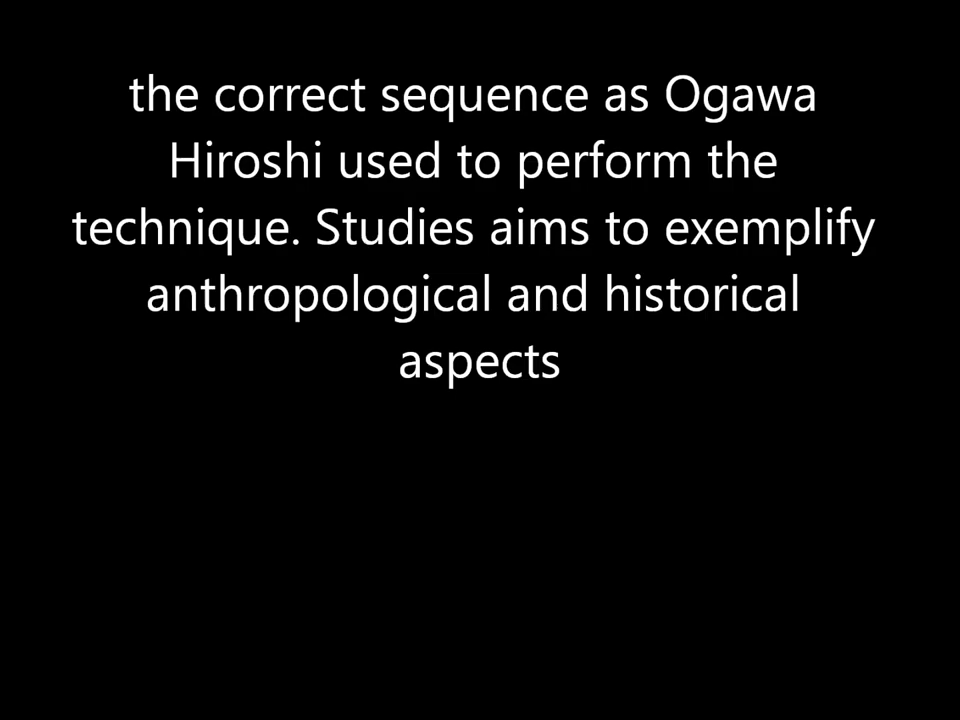 the correct sequence as Ogawa
Hiroshi used to perform the
technique. Studies aims to exemplify
anthropological and historical
aspects